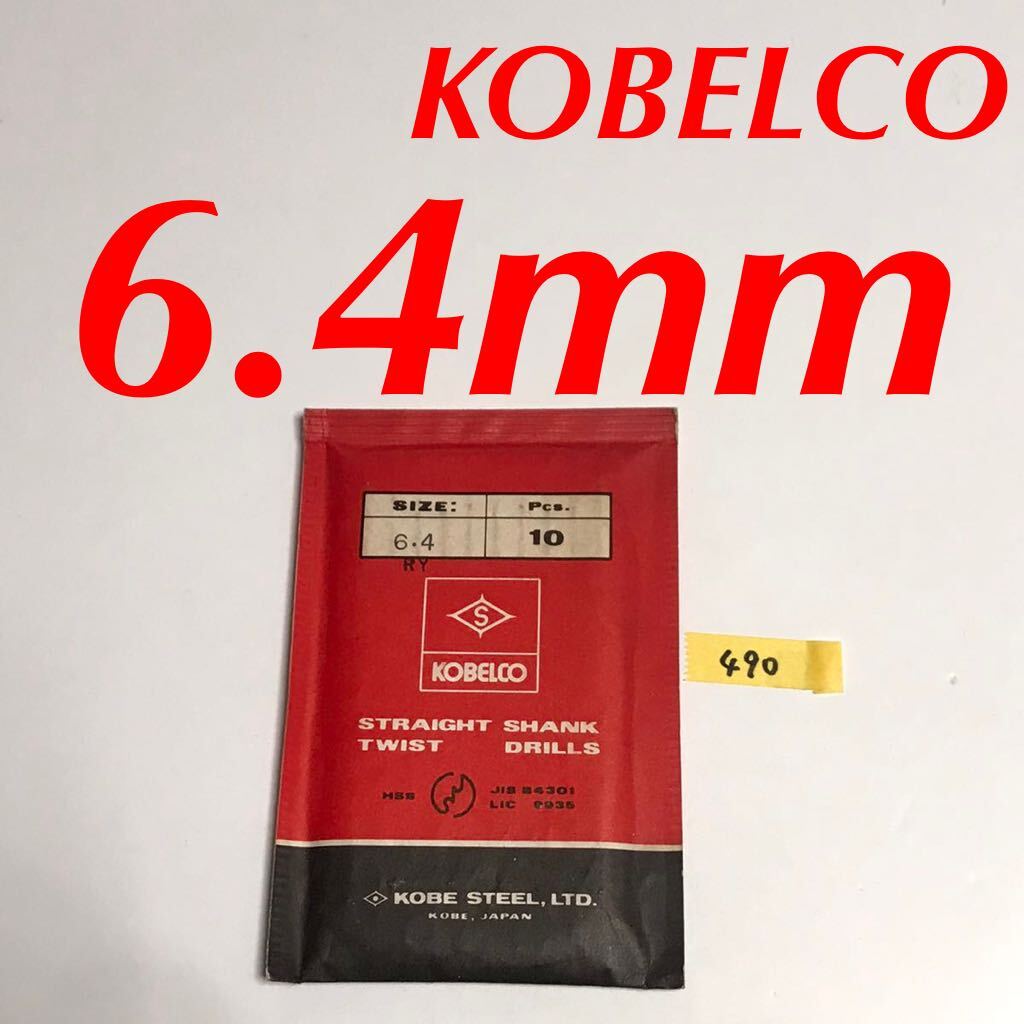 KOBELCO
6.4mm
SIZE: Pcs.
6.4 10
RY
S
KOBELCO
STRAIGHT SHANK
TWIST DRILLS
HSS JIS B4301
LIC
KOBE STEEL, LTD.
KOBE, JAPAN
490